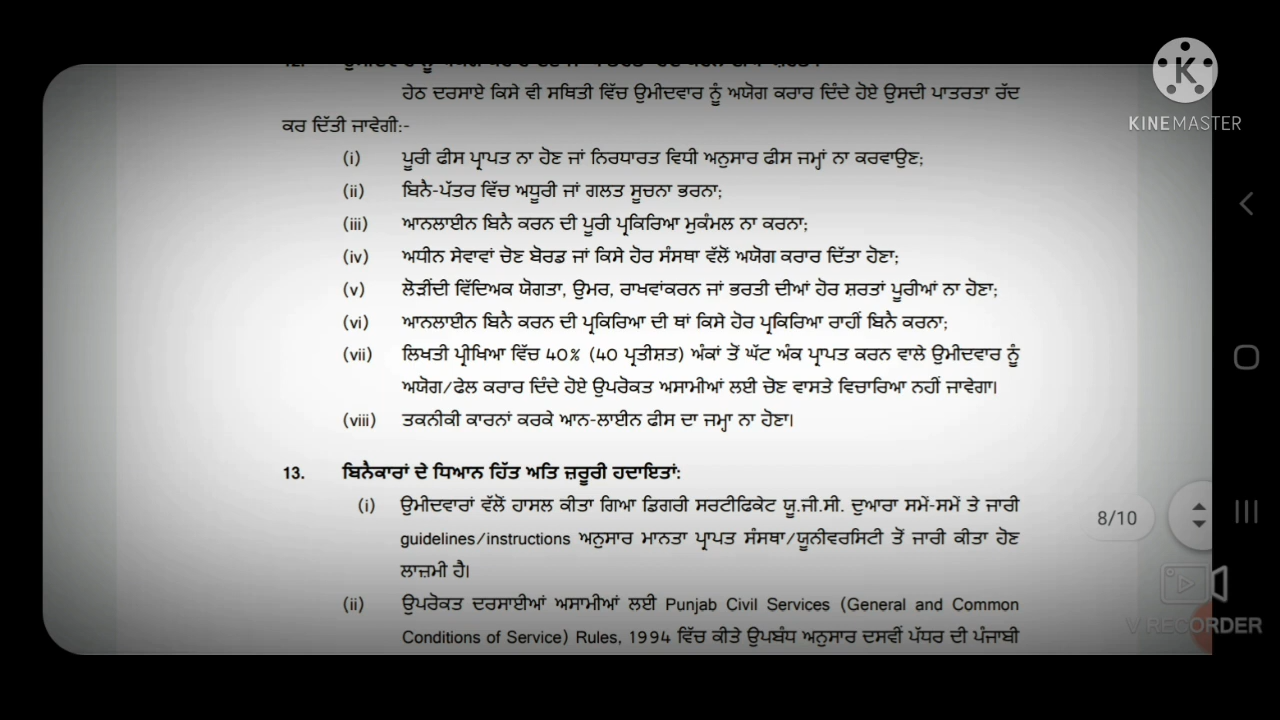 ਹੇਠ ਦਰਸਾਏ ਕਿਸੇ ਵੀ ਸਥਿਤੀ ਵਿੱਚ ਉਮੀਦਵਾਰ ਨੂੰ ਅਯੋਗ ਕਰਾਰ ਦਿੰਦੇ ਹੋਏ ਉਸਦੀ ਪਾਤਰਤਾ ਰੱਦ
ਕਰ ਦਿੱਤੀ ਜਾਵੇਗੀ:-
(i) ਪੂਰੀ ਫੀਸ ਪ੍ਰਾਪਤ ਨਾ ਹੋਣ ਜਾਂ ਨਿਰਧਾਰਤ ਵਿਧੀ ਅਨੁਸਾਰ ਫੀਸ ਜਮ੍ਹਾਂ ਨਾ ਕਰਵਾਉਣ;
(ii) ਬਿਨੈ-ਪੱਤਰ ਵਿੱਚ ਅਧੂਰੀ ਜਾਂ ਗਲਤ ਸੂਚਨਾ ਭਰਨਾ;
(iii) ਆਨਲਾਈਨ ਬਿਨੈ ਕਰਨ ਦੀ ਪੂਰੀ ਪ੍ਰਕਿਰਿਆ ਮੁਕੰਮਲ ਨਾ ਕਰਨਾ;
(iv) ਅਧੀਨ ਸੇਵਾਵਾਂ ਚੋਣ ਬੋਰਡ ਜਾਂ ਕਿਸੇ ਹੋਰ ਸੰਸਥਾ ਵੱਲੋਂ ਅਯੋਗ ਕਰਾਰ ਦਿੱਤਾ ਹੋਣਾ;
(v) ਲੋੜੀਂਦੀ ਵਿੱਦਿਅਕ ਯੋਗਤਾ, ਉਮਰ, ਰਾਖਵਾਂਕਰਨ ਜਾਂ ਭਰਤੀ ਦੀਆਂ ਹੋਰ ਸ਼ਰਤਾਂ ਪੂਰੀਆਂ ਨਾ ਹੋਣਾ;
(vi) ਆਨਲਾਈਨ ਬਿਨੈ ਕਰਨ ਦੀ ਪ੍ਰਕਿਰਿਆ ਦੀ ਥਾਂ ਕਿਸੇ ਹੋਰ ਪ੍ਰਕਿਰਿਆ ਰਾਹੀਂ ਬਿਨੈ ਕਰਨਾ;
(vii) ਲਿਖਤੀ ਪ੍ਰੀਖਿਆ ਵਿੱਚ 40% (40 ਪ੍ਰਤੀਸ਼ਤ) ਅੰਕਾਂ ਤੋਂ ਘੱਟ ਅੰਕ ਪ੍ਰਾਪਤ ਕਰਨ ਵਾਲੇ ਉਮੀਦਵਾਰ ਨੂੰ
ਅਯੋਗ/ਫੇਲ ਕਰਾਰ ਦਿੰਦੇ ਹੋਏ ਉਪਰੋਕਤ ਅਸਾਮੀਆਂ ਲਈ ਚੋਣ ਵਾਸਤੇ ਵਿਚਾਰਿਆ ਨਹੀਂ ਜਾਵੇਗਾ।
(viii) ਤਕਨੀਕੀ ਕਾਰਨਾਂ ਕਰਕੇ ਆਨ-ਲਾਈਨ ਫੀਸ ਦਾ ਜਮ੍ਹਾ ਨਾ ਹੋਣਾ।
13. ਬਿਨੈਕਾਰਾਂ ਦੇ ਧਿਆਨ ਹਿੱਤ ਅਤਿ ਜ਼ਰੂਰੀ ਹਦਾਇਤਾਂ:
(i) ਉਮੀਦਵਾਰਾਂ ਵੱਲੋਂ ਹਾਸਲ ਕੀਤਾ ਗਿਆ ਡਿਗਰੀ ਸਰਟੀਫਿਕੇਟ ਯੂ.ਜੀ.ਸੀ. ਦੁਆਰਾ ਸਮੇਂ-ਸਮੇਂ ਤੇ ਜਾਰੀ
guidelines/instructions ਅਨੁਸਾਰ ਮਾਨਤਾ ਪ੍ਰਾਪਤ ਸੰਸਥਾ/ਯੂਨੀਵਰਸਿਟੀ ਤੋਂ ਜਾਰੀ ਕੀਤਾ ਹੋਣ
ਲਾਜ਼ਮੀ ਹੈ।
(ii) ਉਪਰੋਕਤ ਦਰਸਾਈਆਂ ਅਸਾਮੀਆਂ ਲਈ Punjab Civil Services (General and Common
Conditions of Service) Rules, 1994 ਵਿੱਚ ਕੀਤੇ ਉਪਬੰਧ ਅਨੁਸਾਰ ਦਸਵੀਂ ਪੱਧਰ ਦੀ ਪੰਜਾਬੀ
K
KINEMASTER
8/10
V RECORDER